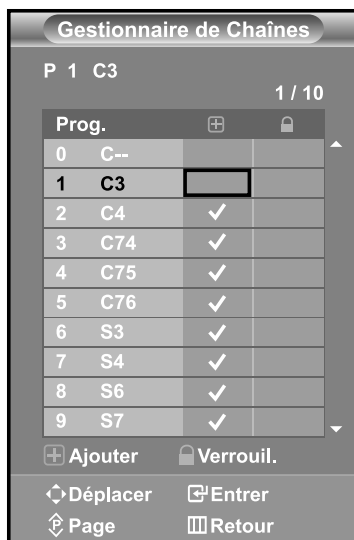 Gestionnaire de Chaînes
P 1 C3
1 / 10
Prog.
0 C--
1 C3
2 C4
3 C74
4 C75
5 C76
6 S3
7 S4
8 S6
9 S7
Ajouter Verrouil.
Déplacer Entrer
Page Retour